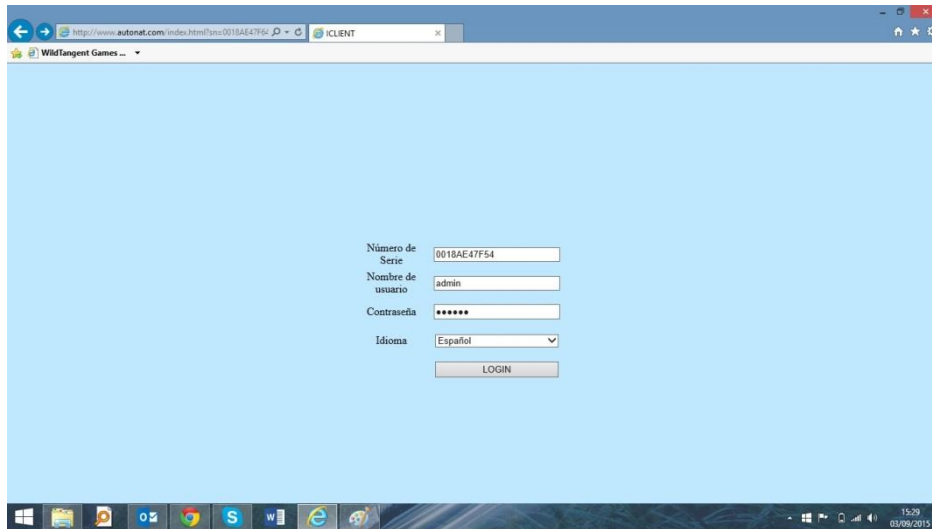 http://www.autonat.com/index.html?sn=0018AE47F64
ICLIENT
WildTangent Games ...
Número de
Serie
0018AE47F54
Nombre de
usuario
admin
Contraseña
••••••
Idioma
Español
LOGIN
15:29
03/09/2015